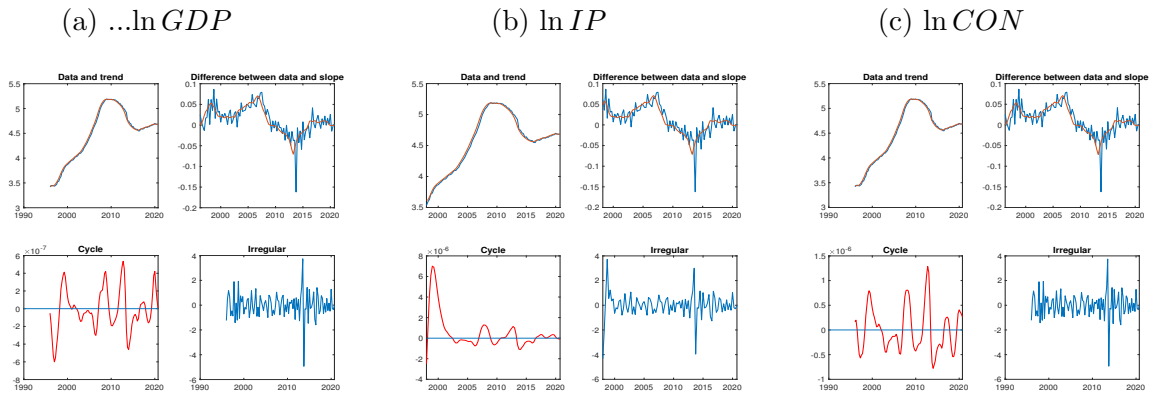 (a) ...ln GDP (b) ln IP (c) ln CON
Data and trend Difference between data and slope Data and trend Difference between data and slope Data and trend Difference between data and slope
5.5 0.1 5.5 0.1 5.5 0.1
0.05 0.05 0.05
5 5 5
0 0 0
4.5 4.5 4.5
-0.05 -0.05 -0.05
4 -0.1 4 -0.1 4 -0.1
3.5 -0.15 -0.15 3.5 -0.15
3 -0.2 3.5 -0.2 3 -0.2
1990 2000 2010 2020 2000 2005 2010 2015 2020 2000 2005 2010 2015 2020 2000 2005 2010 2015 2020 1990 2000 2010 2020 2000 2005 2010 2015 2020
×10-7 Cycle Irregular ×10-6 Cycle Irregular ×10-6 Cycle Irregular
6 4 8 4 1.5 4
4 2 6 2 1 2
2 4
0 0 0 0.5 0
-2 2
-2 -2 0 -2
-4 0
-6 -4 -2 -4 -0.5 -4
-8 -6 -4 -6 -1 -6
1990 2000 2010 2020 1990 2000 2010 2020 2000 2005 2010 2015 2020 2000 2005 2010 2015 2020 1990 2000 2010 2020 1990 2000 2010 2020